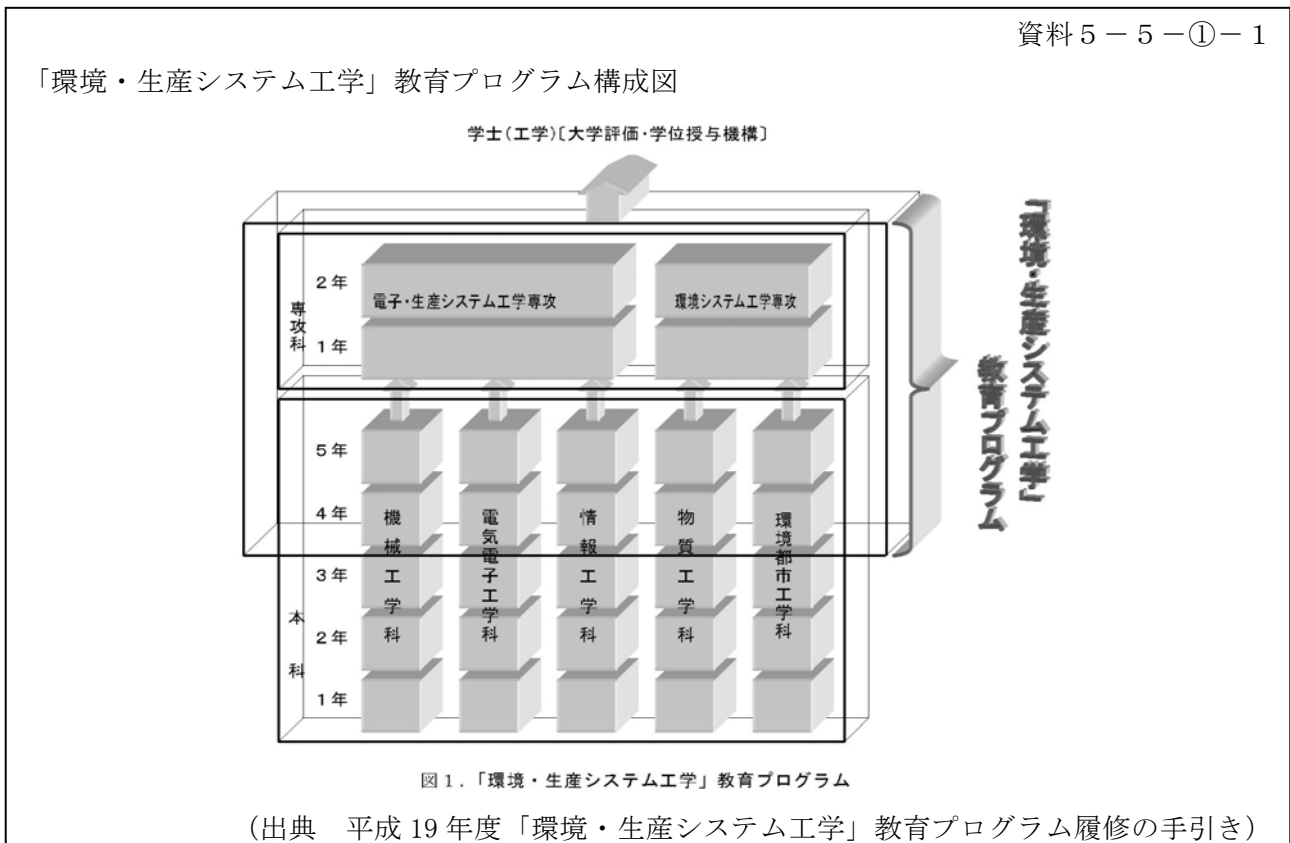 資料5-5-①-1
「環境・生産システム工学」教育プログラム構成図
学士(工学)〔大学評価・学位授与機構〕
「環境・生産システム工学」
教育プログラム
専攻科
2年
1年
電子・生産システム工学専攻
環境システム工学専攻
本科
5年
4年
3年
2年
1年
機械工学科
電気電子工学科
情報工学科
物質工学科
環境都市工学科
図1.「環境・生産システム工学」教育プログラム
(出典 平成19年度「環境・生産システム工学」教育プログラム履修の手引き)